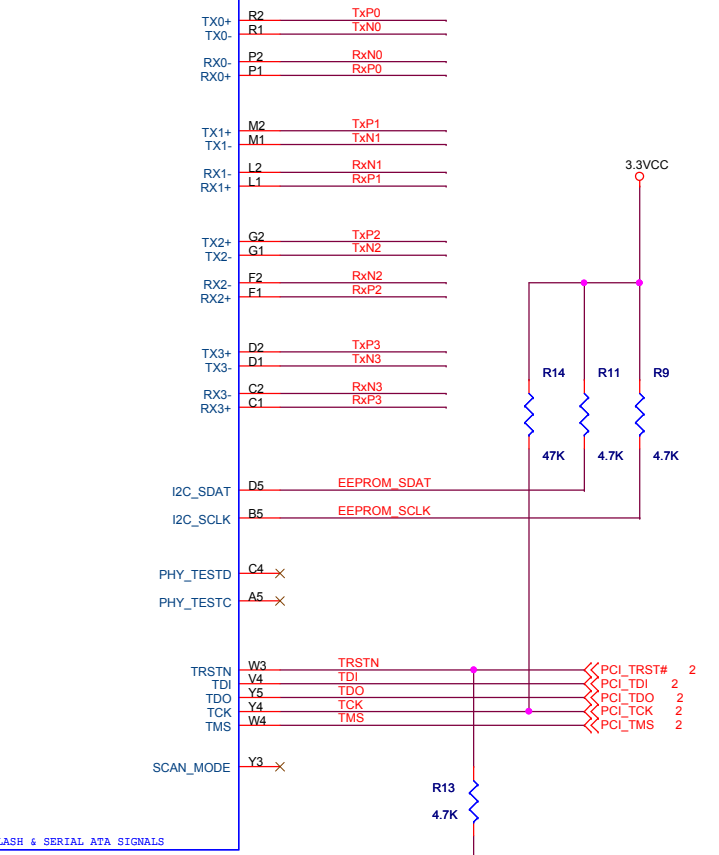 TX0+ R2 TxP0
TX0- R1 TxN0
RX0- P2 RxN0
RX0+ P1 RxP0
TX1+ M2 TxP1
TX1- M1 TxN1
RX1- L2 RxN1
RX1+ L1 RxP1
3.3VCC
TX2+ G2 TxP2
TX2- G1 TxN2
RX2- F2 RxN2
RX2+ F1 RxP2
TX3+ D2 TxP3
TX3- D1 TxN3
R14 R11 R9
RX3- C2 RxN3
RX3+ C1 RxP3
47K 4.7K 4.7K
I2C_SDAT D5 EEPROM_SDAT
I2C_SCLK B5 EEPROM_SCLK
PHY_TESTD C4
PHY_TESTC A5
TRSTN W3 TRSTN PCI_TRST# 2
TDI V4 TDI PCI_TDI 2
TDO Y5 TDO PCI_TDO 2
TCK Y4 TCK PCI_TCK 2
TMS W4 TMS PCI_TMS 2
SCAN_MODE Y3
R13
4.7K
LASH & SERIAL ATA SIGNALS